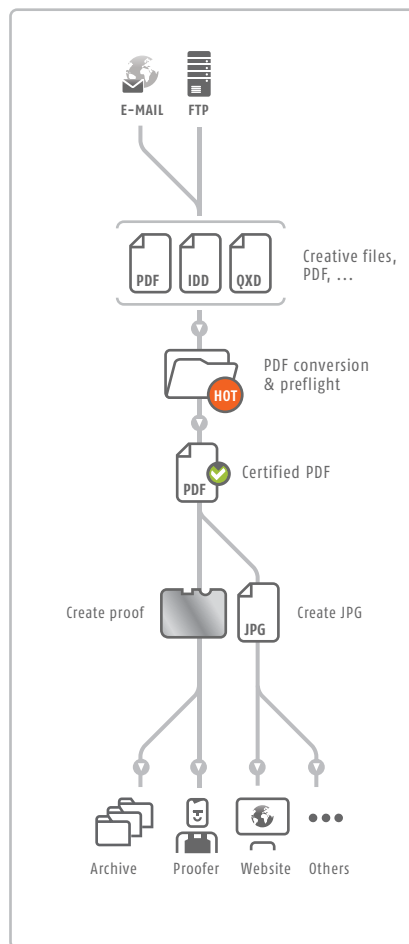 E-MAIL FTP
PDF IDD QXD
Creative files,
PDF, ...
PDF conversion
& preflight
HOT
PDF
Certified PDF
Create proof
JPG
Create JPG
Archive Proofer Website Others